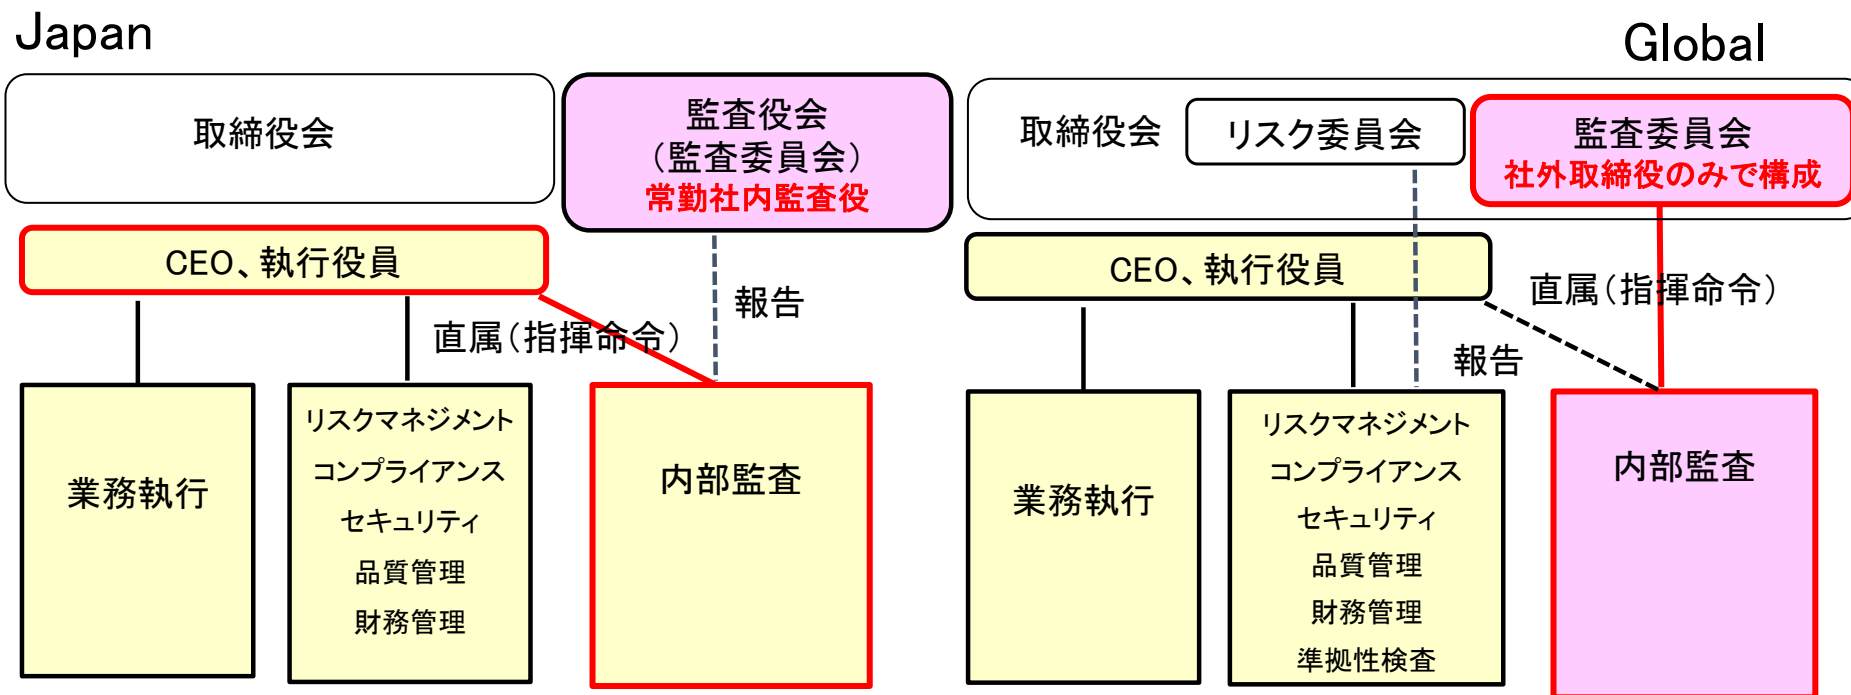 Japan
取締役会
監査役会
（監査委員会）
常勤社内監査役
CEO、執行役員
直属（指揮命令）
報告
業務執行
リスクマネジメント
コンプライアンス
セキュリティ
品質管理
財務管理
内部監査
Global
取締役会
リスク委員会
監査委員会
社外取締役のみで構成
CEO、執行役員
直属（指揮命令）
報告
業務執行
リスクマネジメント
コンプライアンス
セキュリティ
品質管理
財務管理
準拠性検査
内部監査